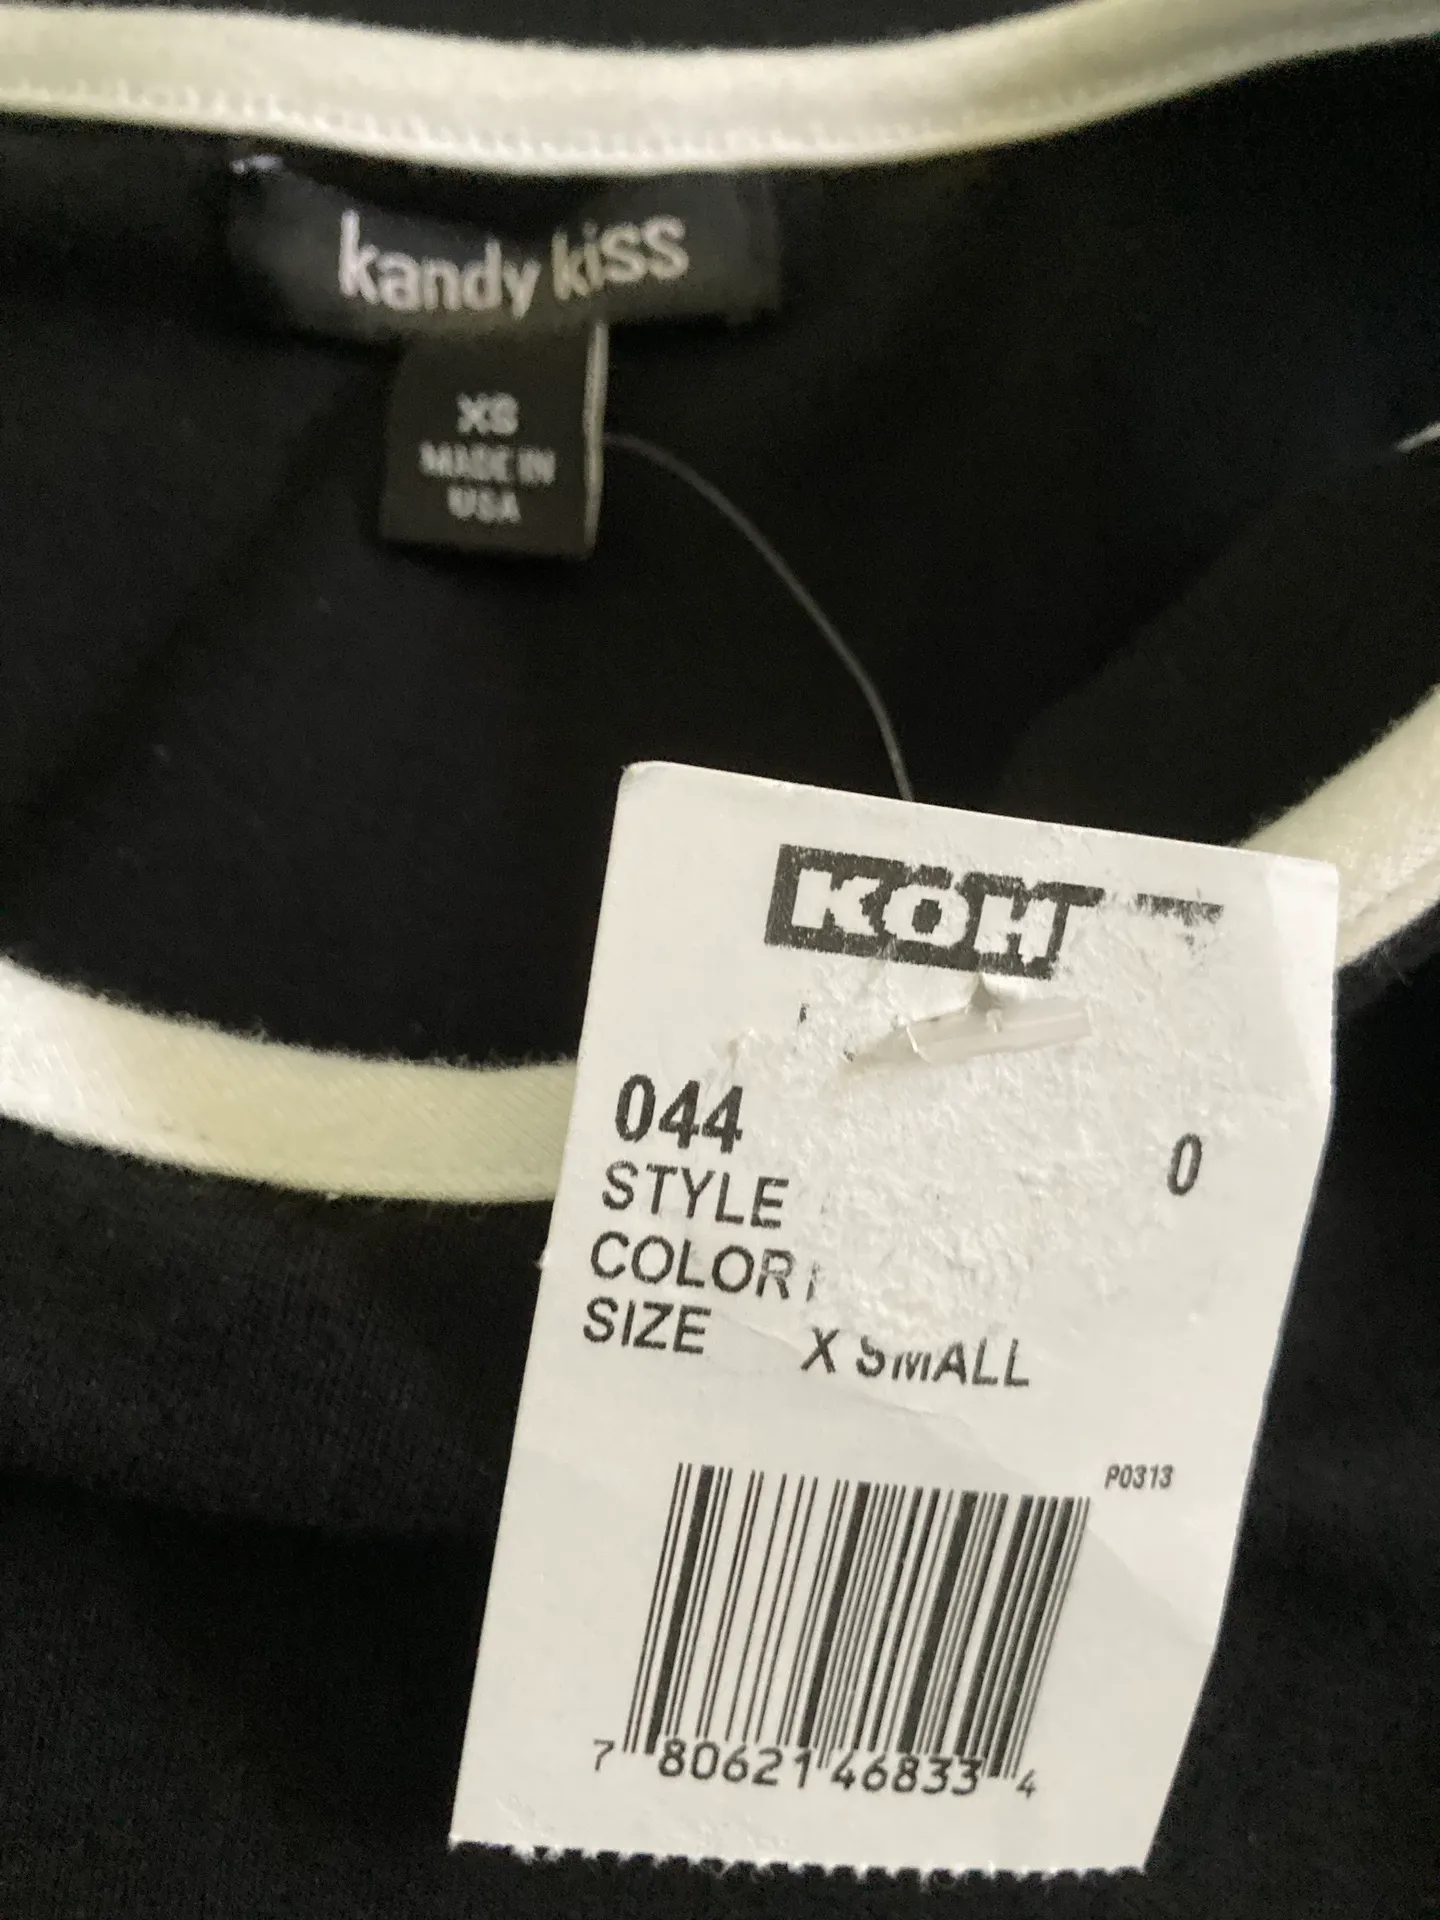 kandy kiss
XS
MADE IN
USA
KOH
044 0
STYLE
COLOR
SIZE X SMALL
P0313
7 80621 46833 4